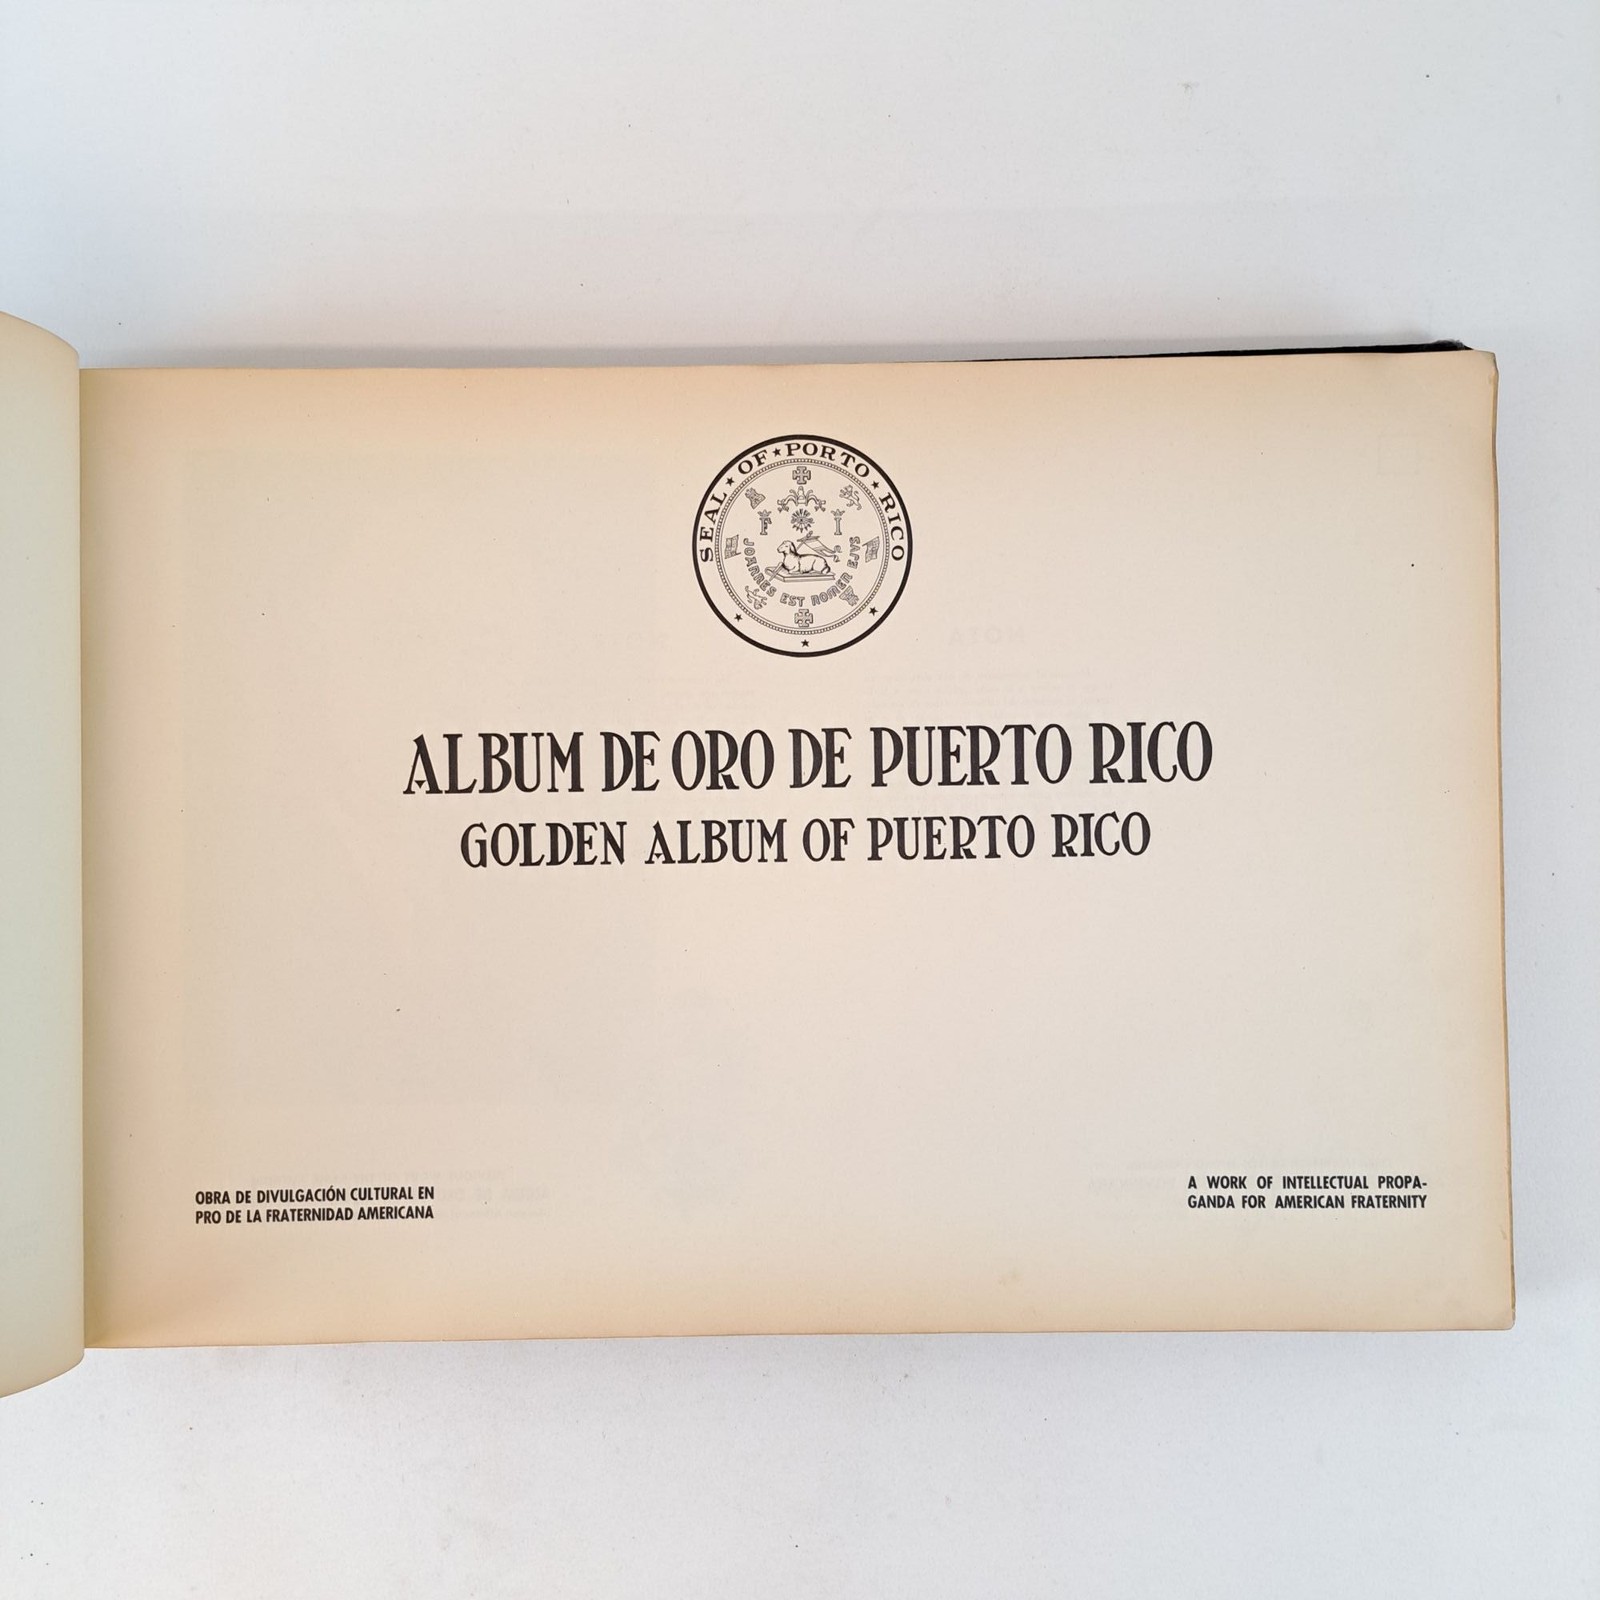 SEAL ★ OF ★ PORTO ★ RICO
F I
JOANNES EST NOMEN EJVS
ALBUM DE ORO DE PUERTO RICO
GOLDEN ALBUM OF PUERTO RICO
OBRA DE DIVULGACIÓN CULTURAL EN
PRO DE LA FRATERNIDAD AMERICANA
A WORK OF INTELLECTUAL PROPA-
GANDA FOR AMERICAN FRATERNITY